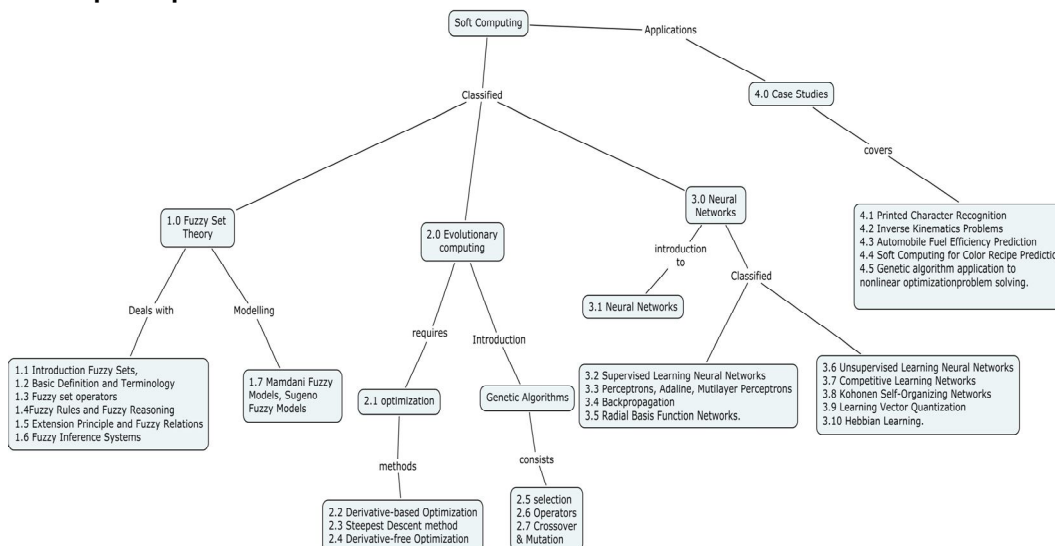 Soft Computing
Applications
4.0 Case Studies
Classified
covers
1.0 Fuzzy Set
Theory
2.0 Evolutionary
computing
3.0 Neural
Networks
4.1 Printed Character Recognition
4.2 Inverse Kinematics Problems
4.3 Automobile Fuel Efficiency Prediction
4.4 Soft Computing for Color Recipe Predictio
4.5 Genetic algorithm application to
nonlinear optimizationproblem solving.
introduction
to
Classified
3.1 Neural Networks
Deals with
Modelling
requires
Introduction
1.1 Introduction Fuzzy Sets,
1.2 Basic Definition and Terminology
1.3 Fuzzy set operators
1.4Fuzzy Rules and Fuzzy Reasoning
1.5 Extension Principle and Fuzzy Relations
1.6 Fuzzy Inference Systems
1.7 Mamdani Fuzzy
Models, Sugeno
Fuzzy Models
2.1 optimization
Genetic Algorithms
3.2 Supervised Learning Neural Networks
3.3 Perceptrons, Adaline, Mutilayer Perceptrons
3.4 Backpropagation
3.5 Radial Basis Function Networks.
3.6 Unsupervised Learning Neural Networks
3.7 Competitive Learning Networks
3.8 Kohonen Self-Organizing Networks
3.9 Learning Vector Quantization
3.10 Hebbian Learning.
methods
consists
2.2 Derivative-based Optimization
2.3 Steepest Descent method
2.4 Derivative-free Optimization
2.5 selection
2.6 Operators
2.7 Crossover
& Mutation